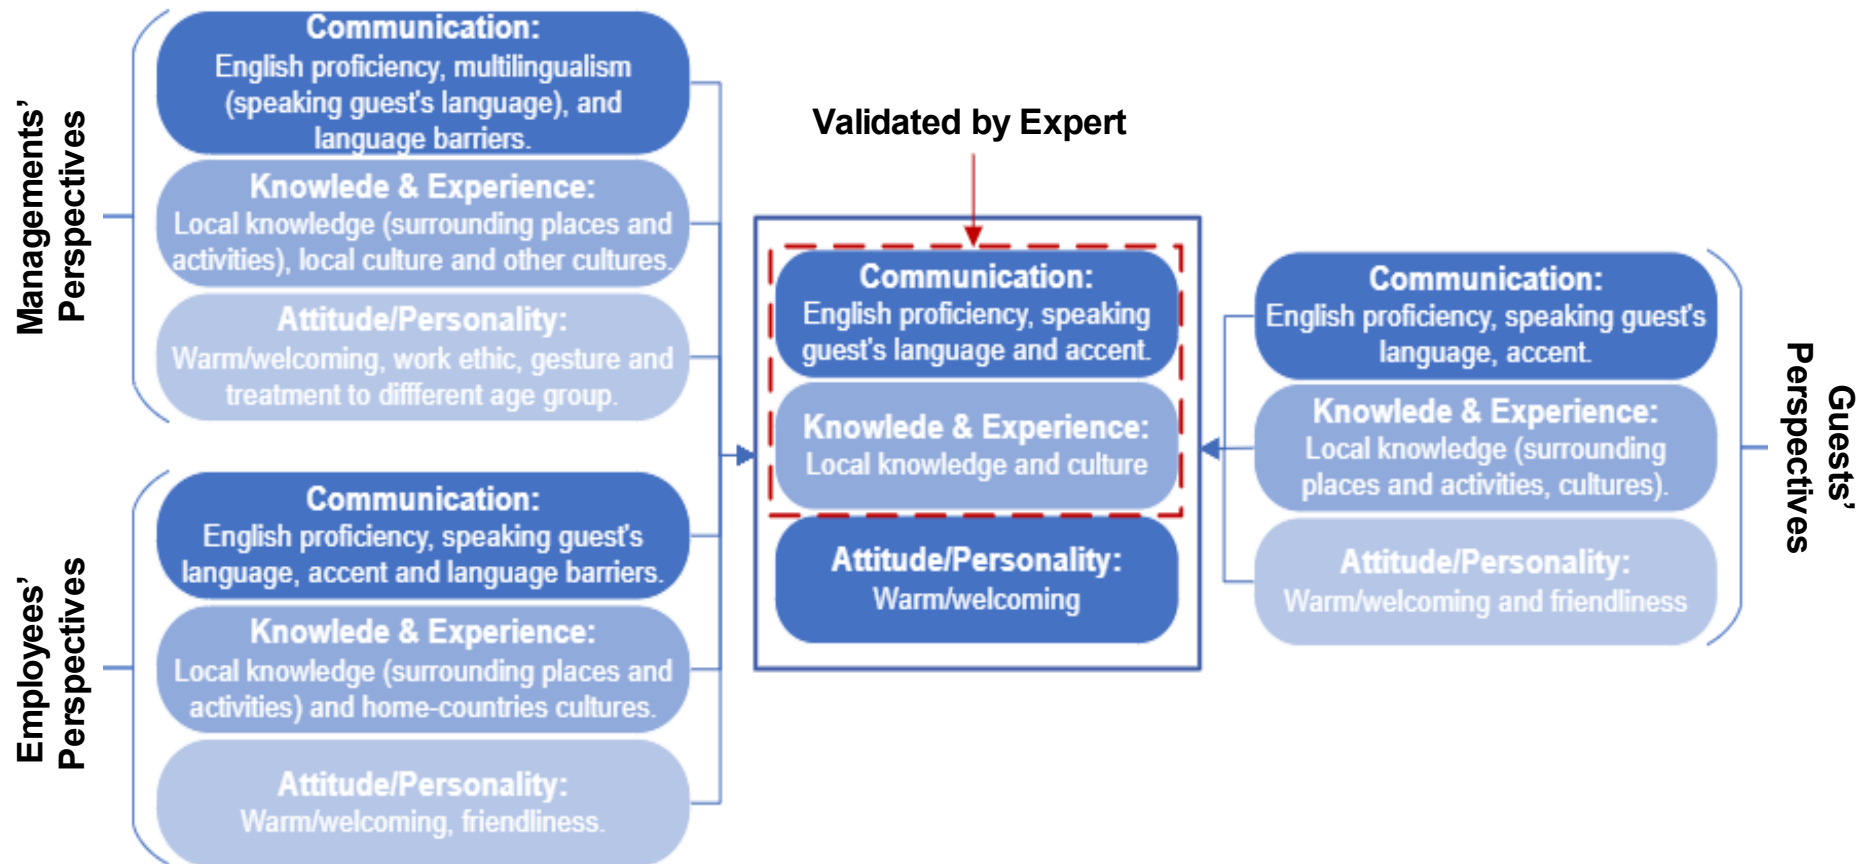 Managements'
Perspectives
Communication:
English proficiency, multilingualism
(speaking guest's language), and
language barriers.
Knowlede & Experience:
Local knowledge (surrounding places and
activities), local culture and other cultures.
Attitude/Personality:
Warm/welcoming, work ethic, gesture and
treatment to diffferent age group.
Employees'
Perspectives
Communication:
English proficiency, speaking guest's
language, accent and language barriers.
Knowlede & Experience:
Local knowledge (surrounding places and
activities) and home-countries cultures.
Attitude/Personality:
Warm/welcoming, friendliness.
Validated by Expert
Communication:
English proficiency, speaking
guest's language and accent.
Knowlede & Experience:
Local knowledge and culture
Attitude/Personality:
Warm/welcoming
Communication:
English proficiency, speaking guest's
language, accent.
Knowlede & Experience:
Local knowledge (surrounding
places and activities, cultures).
Attitude/Personality:
Warm/welcoming and friendliness
Guests'
Perspectives